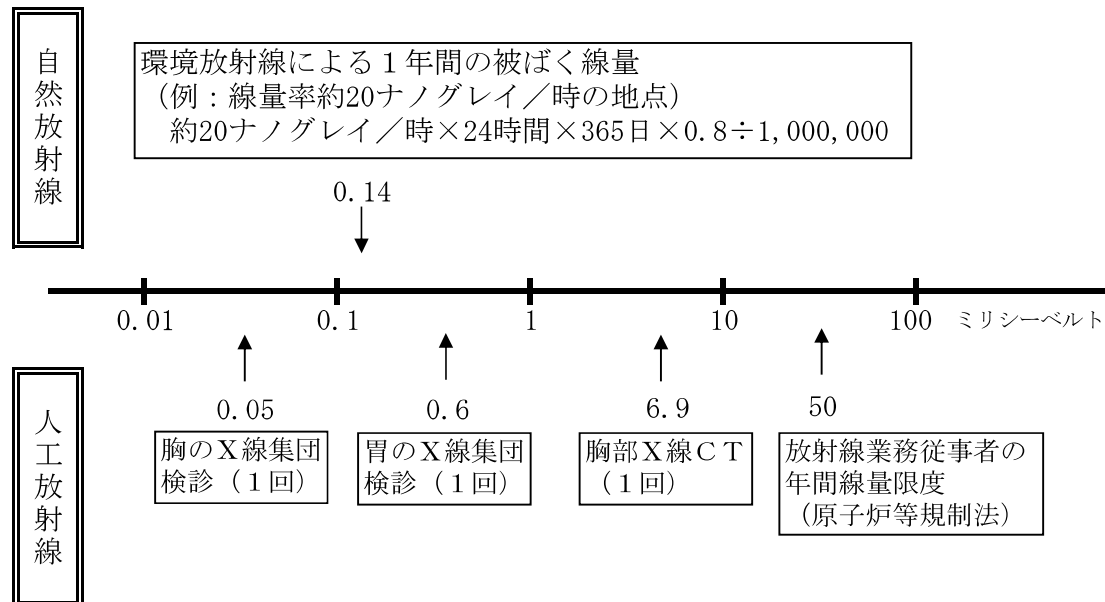 自然放射線
環境放射線による１年間の被ばく線量
（例：線量率約20ナノグレイ／時の地点）
約20ナノグレイ／時×24時間×365日×0.8÷1,000,000
0.14
0.01 0.1 1 10 100 ミリシーベルト
人工放射線
0.05
胸のＸ線集団
検診（１回）
0.6
胃のＸ線集団
検診（１回）
6.9
胸部Ｘ線ＣＴ
（１回）
50
放射線業務従事者の
年間線量限度
（原子炉等規制法）